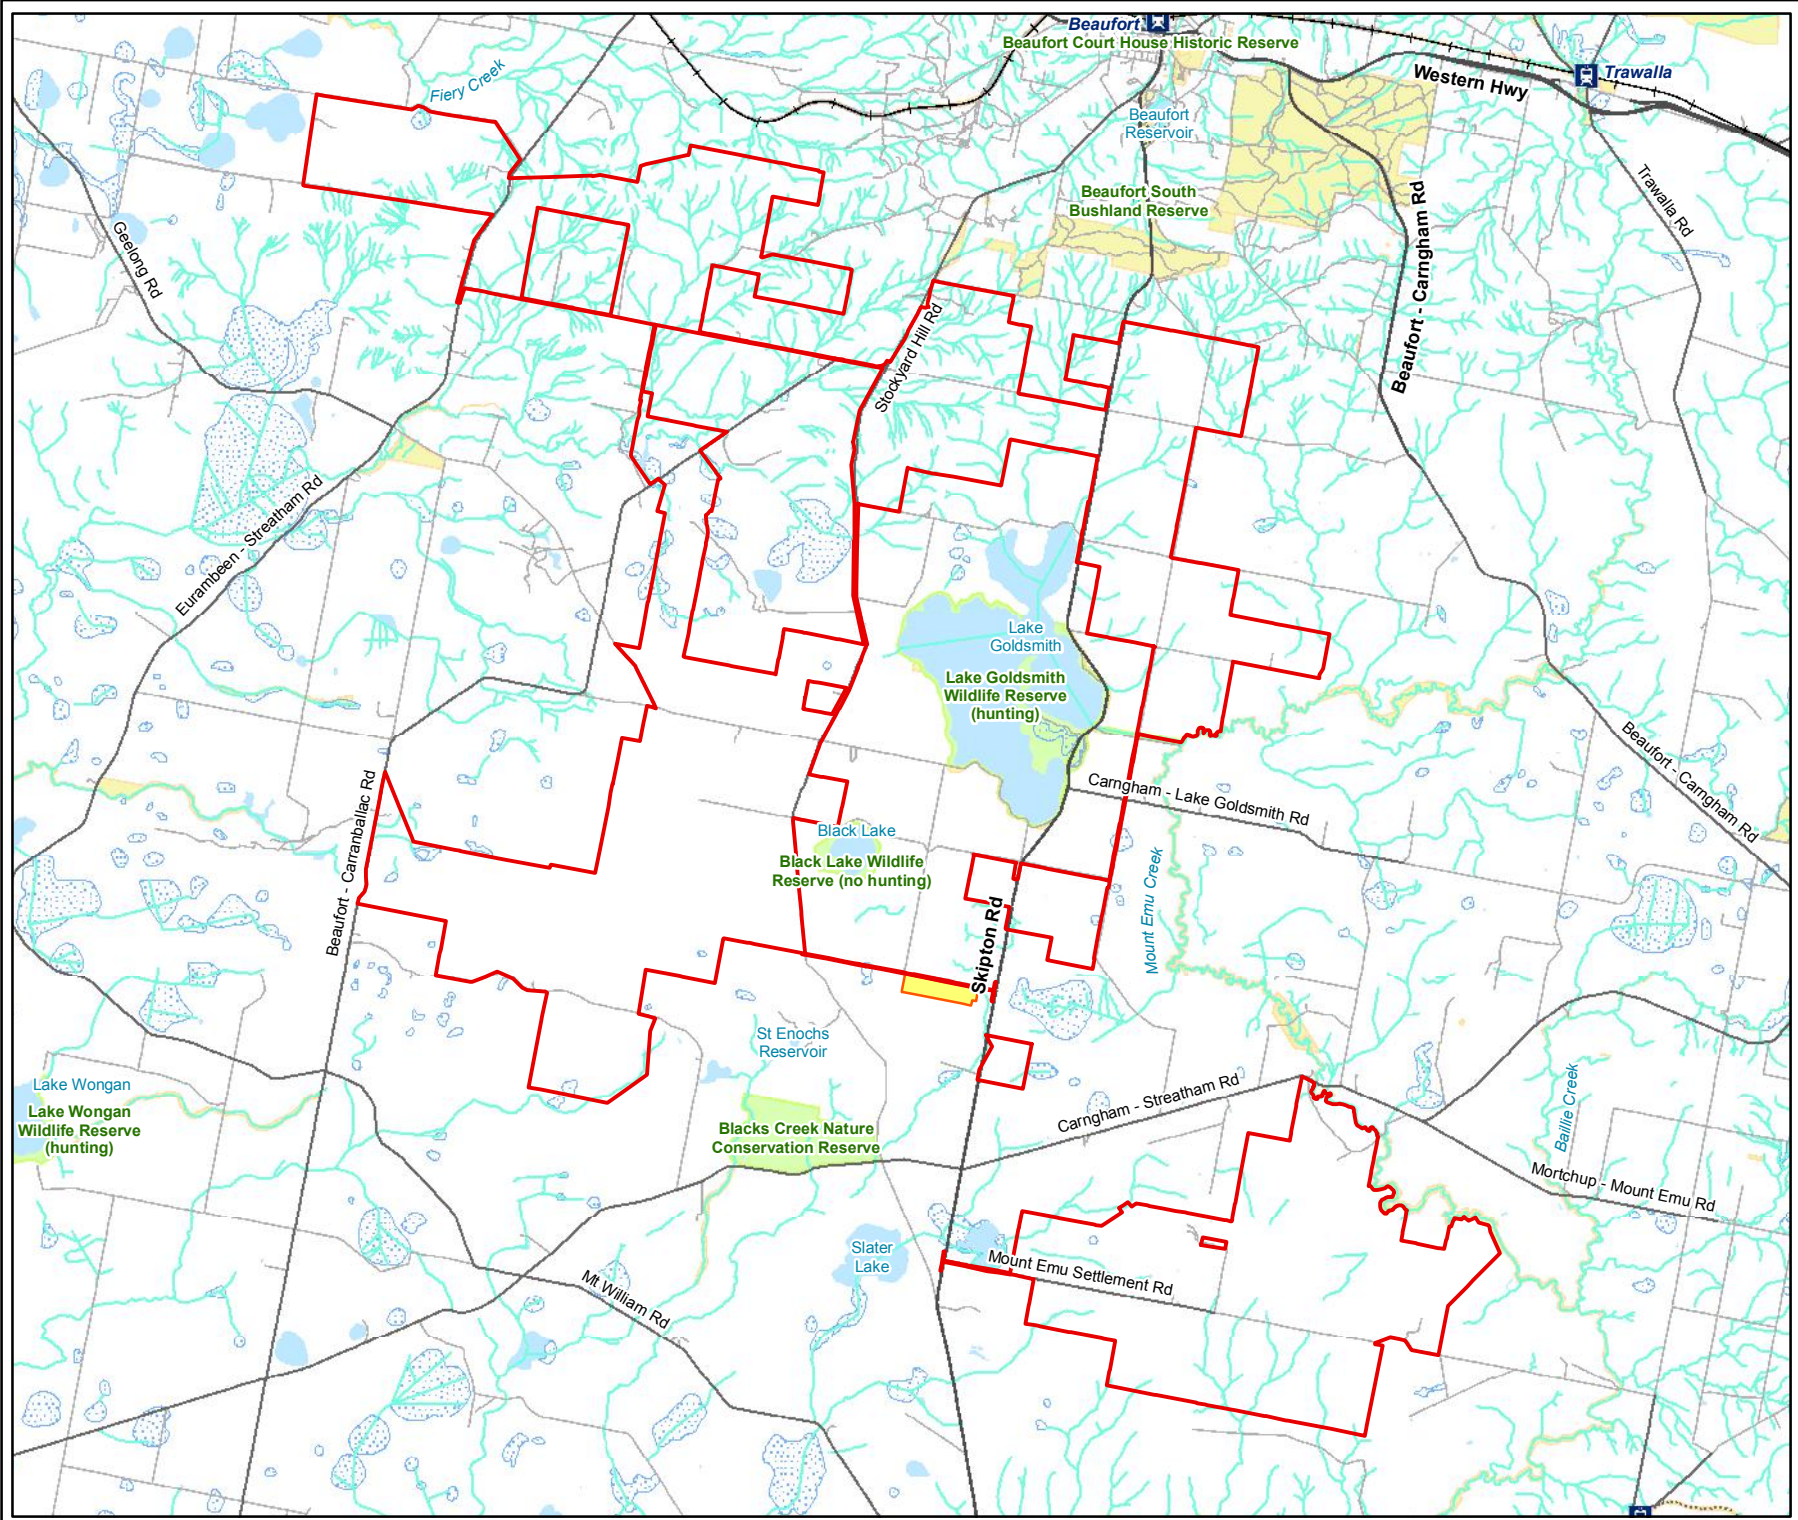 Beaufort
Beaufort Court House Historic Reserve
Trawalla
Western Hwy
Fiery Creek
Beaufort
Reservoir
Beaufort South
Bushland Reserve
Trawalla Rd
Geelong Rd
Beaufort - Carngham Rd
Stockyard Hill Rd
Eurambeen - Streatham Rd
Lake
Goldsmith
Lake Goldsmith
Wildlife Reserve
(hunting)
Beaufort - Carngham Rd
Carngham - Lake Goldsmith Rd
Beaufort - Carranballac Rd
Black Lake
Black Lake Wildlife
Reserve (no hunting)
Mount Emu Creek
Skipton Rd
St Enochs
Reservoir
Lake Wongan
Lake Wongan
Wildlife Reserve
(hunting)
Carngham - Streatham Rd
Baillie Creek
Blacks Creek Nature
Conservation Reserve
Mortchup - Mount Emu Rd
Slater
Lake
Mount Emu Settlement Rd
Mt William Rd